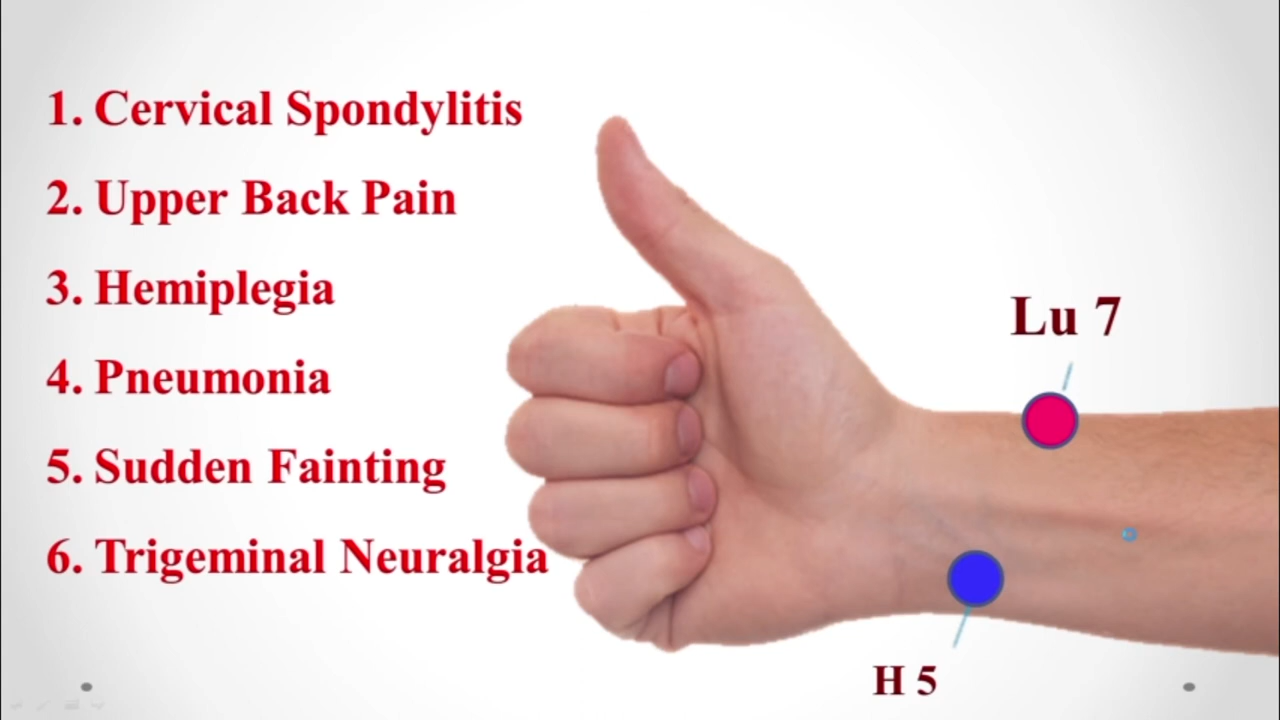 1. Cervical Spondylitis
2. Upper Back Pain
3. Hemiplegia
4. Pneumonia
5. Sudden Fainting
6. Trigeminal Neuralgia
Lu 7
H 5